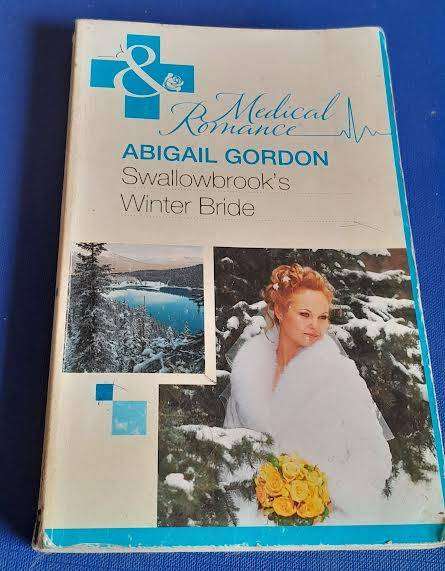 &
Medical
Romance
ABIGAIL GORDON
Swallowbrook's
Winter Bride